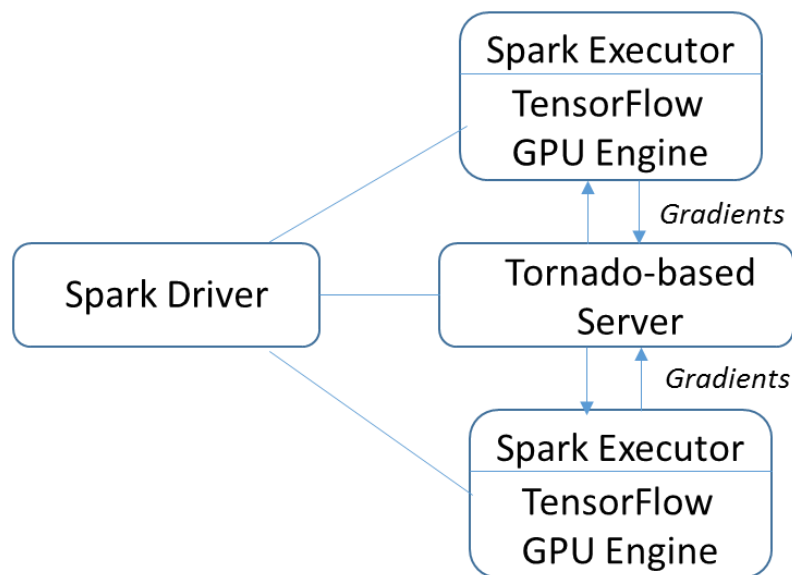 Spark Executor
TensorFlow
GPU Engine
Gradients
Spark Driver
Tornado-based
Server
Gradients
Spark Executor
TensorFlow
GPU Engine